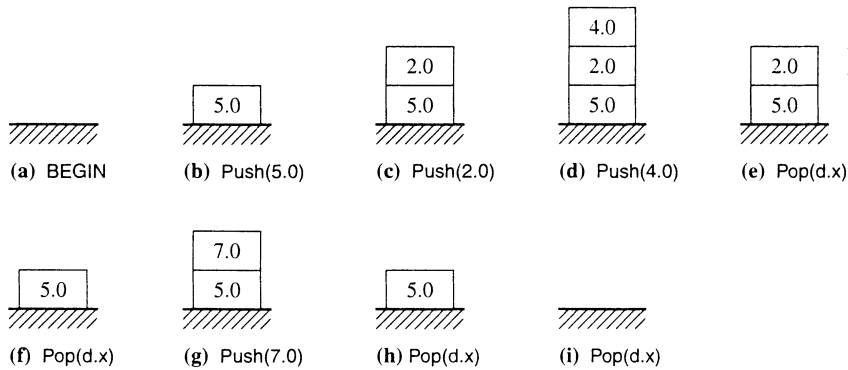 4.0
2.0
2.0
2.0
5.0
5.0
5.0
5.0
(a) BEGIN
(b) Push(5.0)
(c) Push(2.0)
(d) Push(4.0)
(e) Pop(d.x)
7.0
5.0
5.0
5.0
(f) Pop(d.x)
(g) Push(7.0)
(h) Pop(d.x)
(i) Pop(d.x)